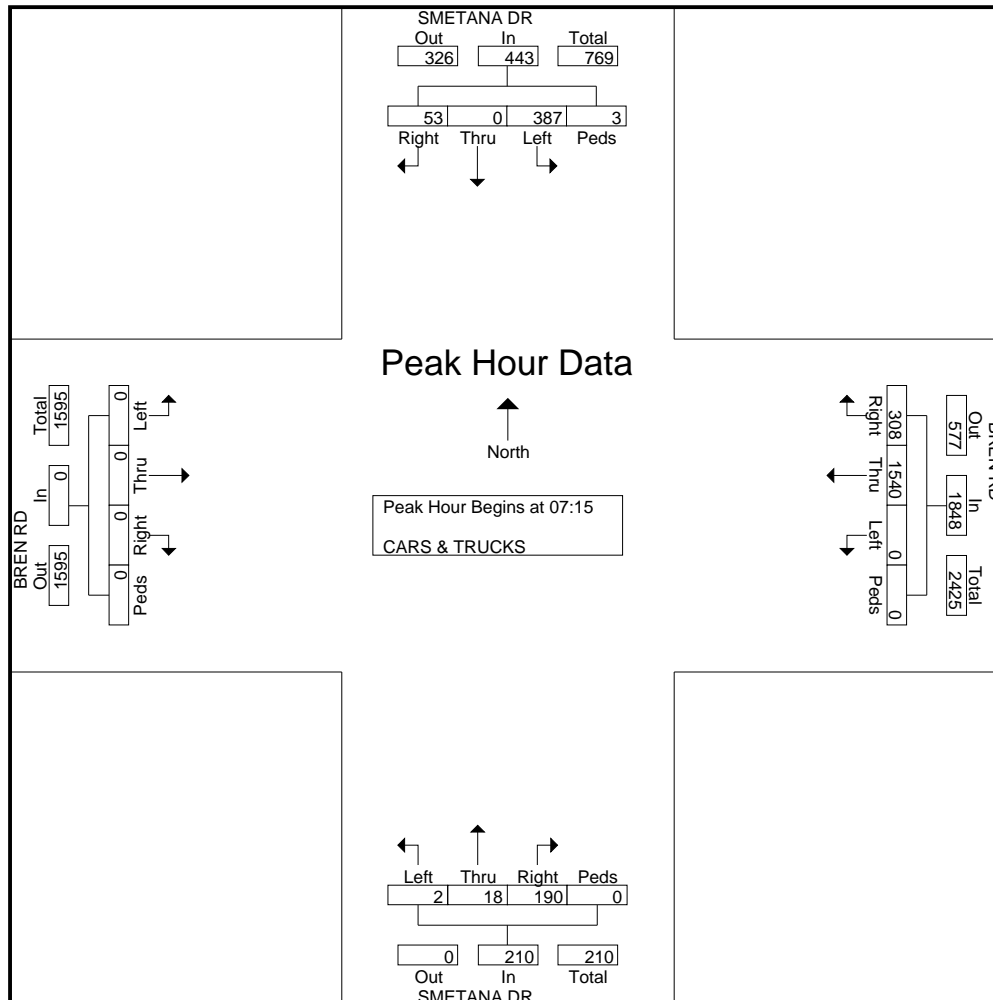 SMETANA DR
Out In Total
326 443 769
53 0 387 3
Right Thru Left Peds
Peak Hour Data
North
Peak Hour Begins at 07:15
CARS & TRUCKS
BREN RD
Out In Total
1595 0 1595
0 0 0 0
Left Thru Right Peds
BREN RD
Out In Total
577 1848 2425
308 1540 0 0
Right Thru Left Peds
Left Thru Right Peds
2 18 190 0
0 210 210
Out In Total
SMETANA DR